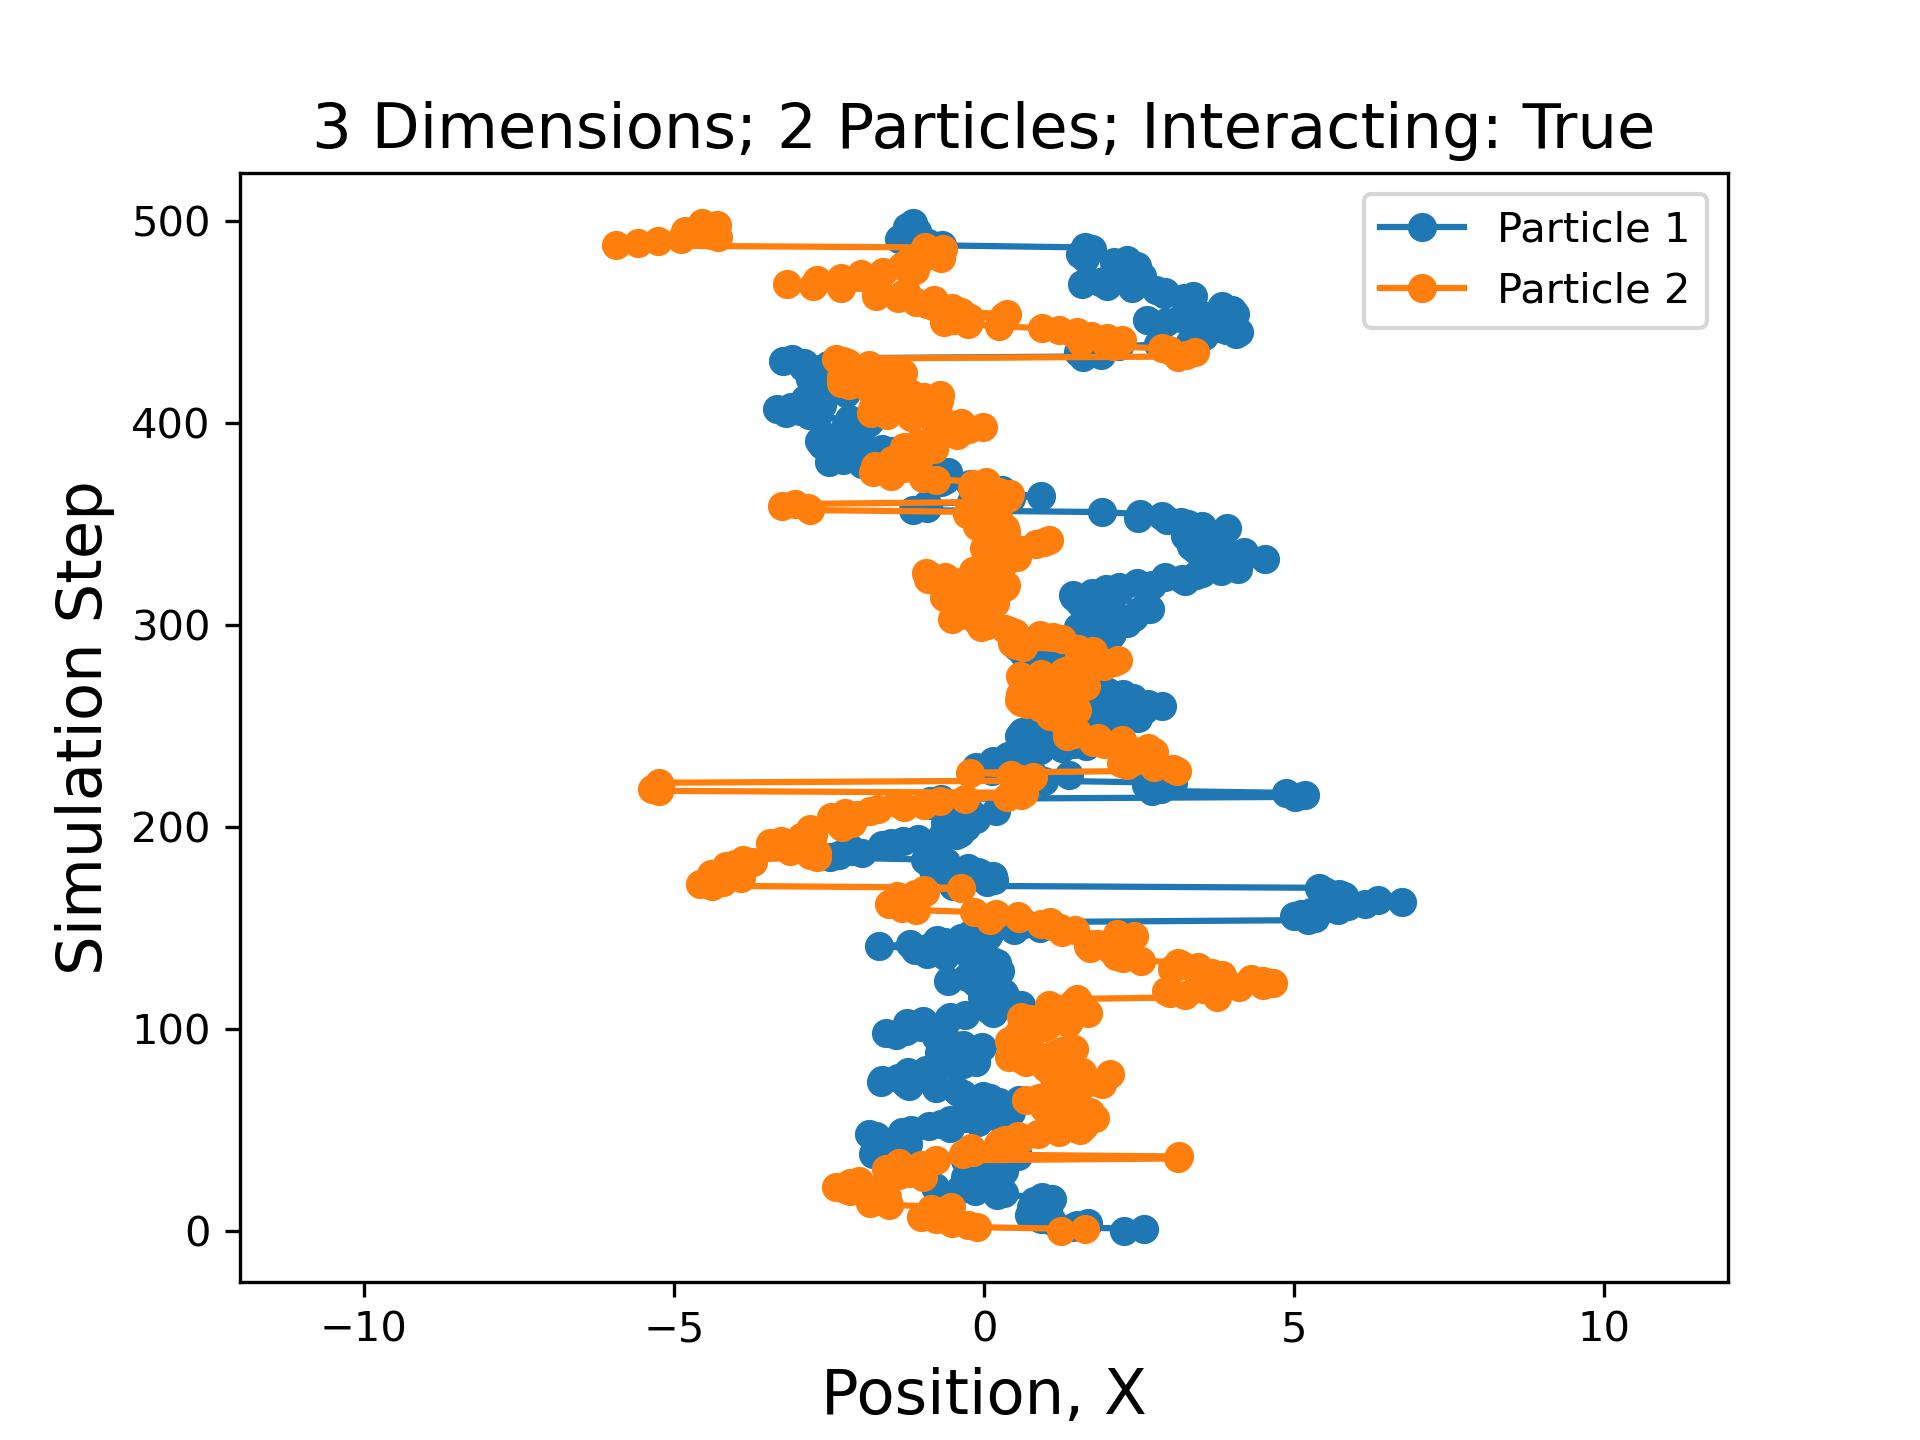 3 Dimensions; 2 Particles; Interacting: True
Particle 1
Particle 2
Simulation Step
500
400
300
200
100
0
−10
−5
0
5
10
Position, X